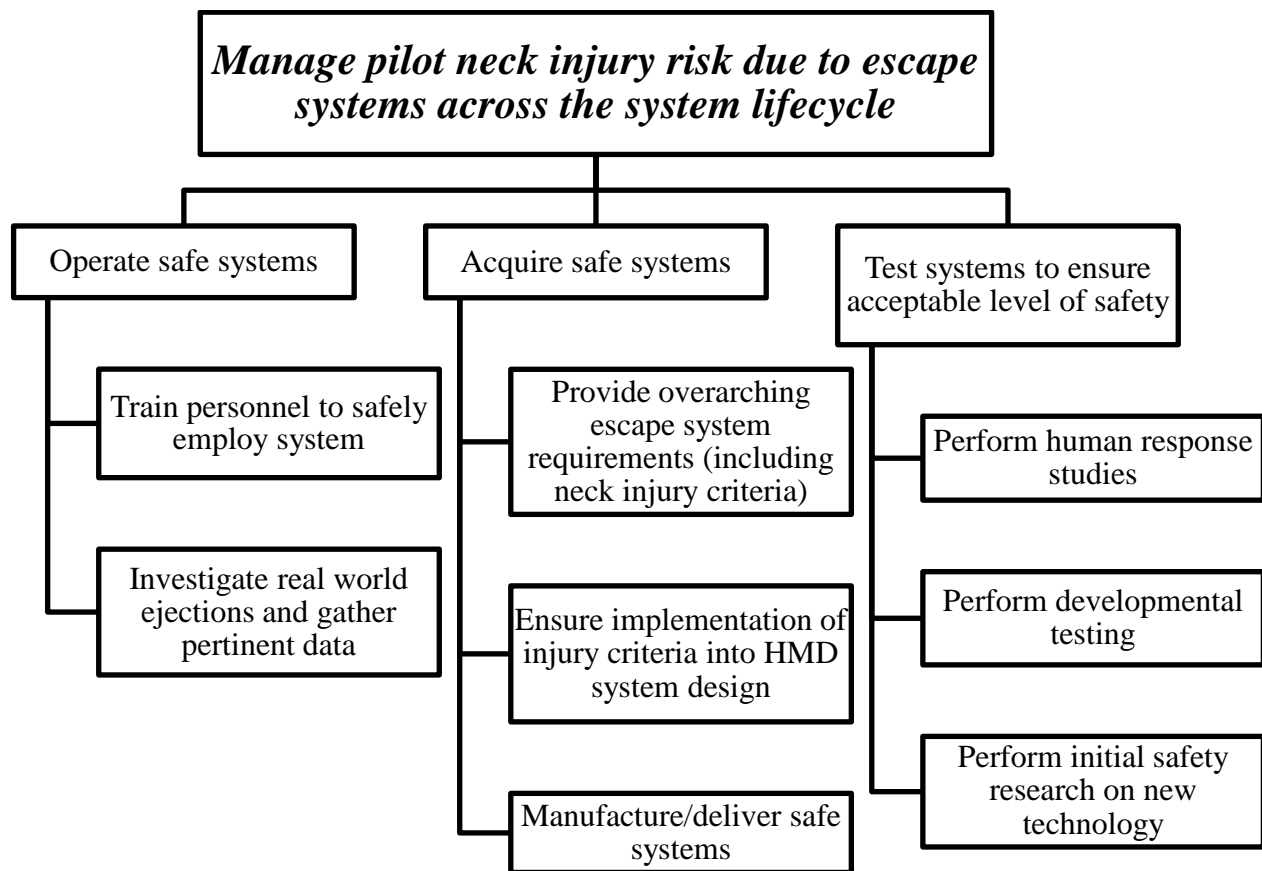 Manage pilot neck injury risk due to escape
systems across the system lifecycle
Operate safe systems
Train personnel to safely
employ system
Investigate real world
ejections and gather
pertinent data
Acquire safe systems
Provide overarching
escape system
requirements (including
neck injury criteria)
Ensure implementation of
injury criteria into HMD
system design
Manufacture/deliver safe
systems
Test systems to ensure
acceptable level of safety
Perform human response
studies
Perform developmental
testing
Perform initial safety
research on new
technology